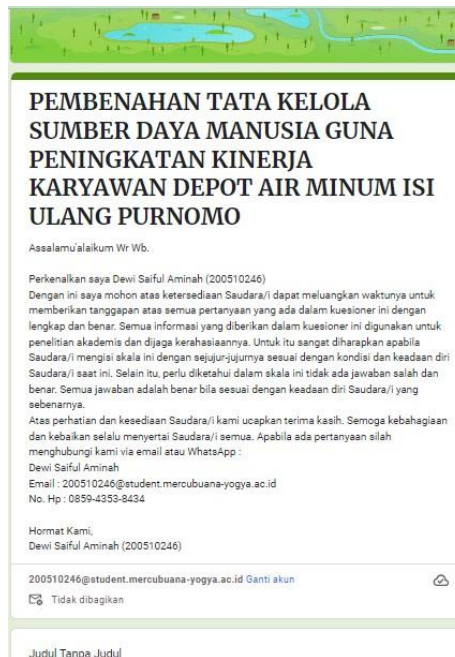 PEMBENAHAN TATA KELOLA
SUMBER DAYA MANUSIA GUNA
PENINGKATAN KINERJA
KARYAWAN DEPOT AIR MINUM ISI
ULANG PURNOMO
Assalamu'alaikum Wr Wb.
Perkenalkan saya Dewi Saiful Aminah (200510246)
Dengan ini saya mohon atas ketersediaan Saudara/i dapat meluangkan waktunya untuk
memberikan tanggapan atas semua pertanyaan yang ada dalam kuesioner ini dengan
lengkap dan benar. Semua informasi yang diberikan dalam kuesioner ini digunakan untuk
penelitian akademis dan dijaga kerahasiaannya. Untuk itu sangat diharapkan apabila
Saudara/i mengisi skala ini dengan sejujur-jujurnya sesuai dengan kondisi dan keadaan diri
Saudara/i saat ini. Selain itu, perlu diketahui dalam skala ini tidak ada jawaban salah dan
benar. Semua jawaban adalah benar bila sesuai dengan keadaan diri Saudara/i yang
sebenarnya.
Atas perhatian dan kesediaan Saudara/i kami ucapkan terima kasih. Semoga kebahagiaan
dan kebaikan selalu menyertai Saudara/i semua. Apabila ada pertanyaan silah
menghubungi kami via email atau WhatsApp :
Dewi Saiful Aminah
Email : 200510246@student.mercubuana-yogya.ac.id
No. Hp : 0859-4353-8434
Hormat Kami,
Dewi Saiful Aminah (200510246)
200510246@student.mercubuana-yogya.ac.id Ganti akun
Tidak dibagikan
Judul Tanpa Judul